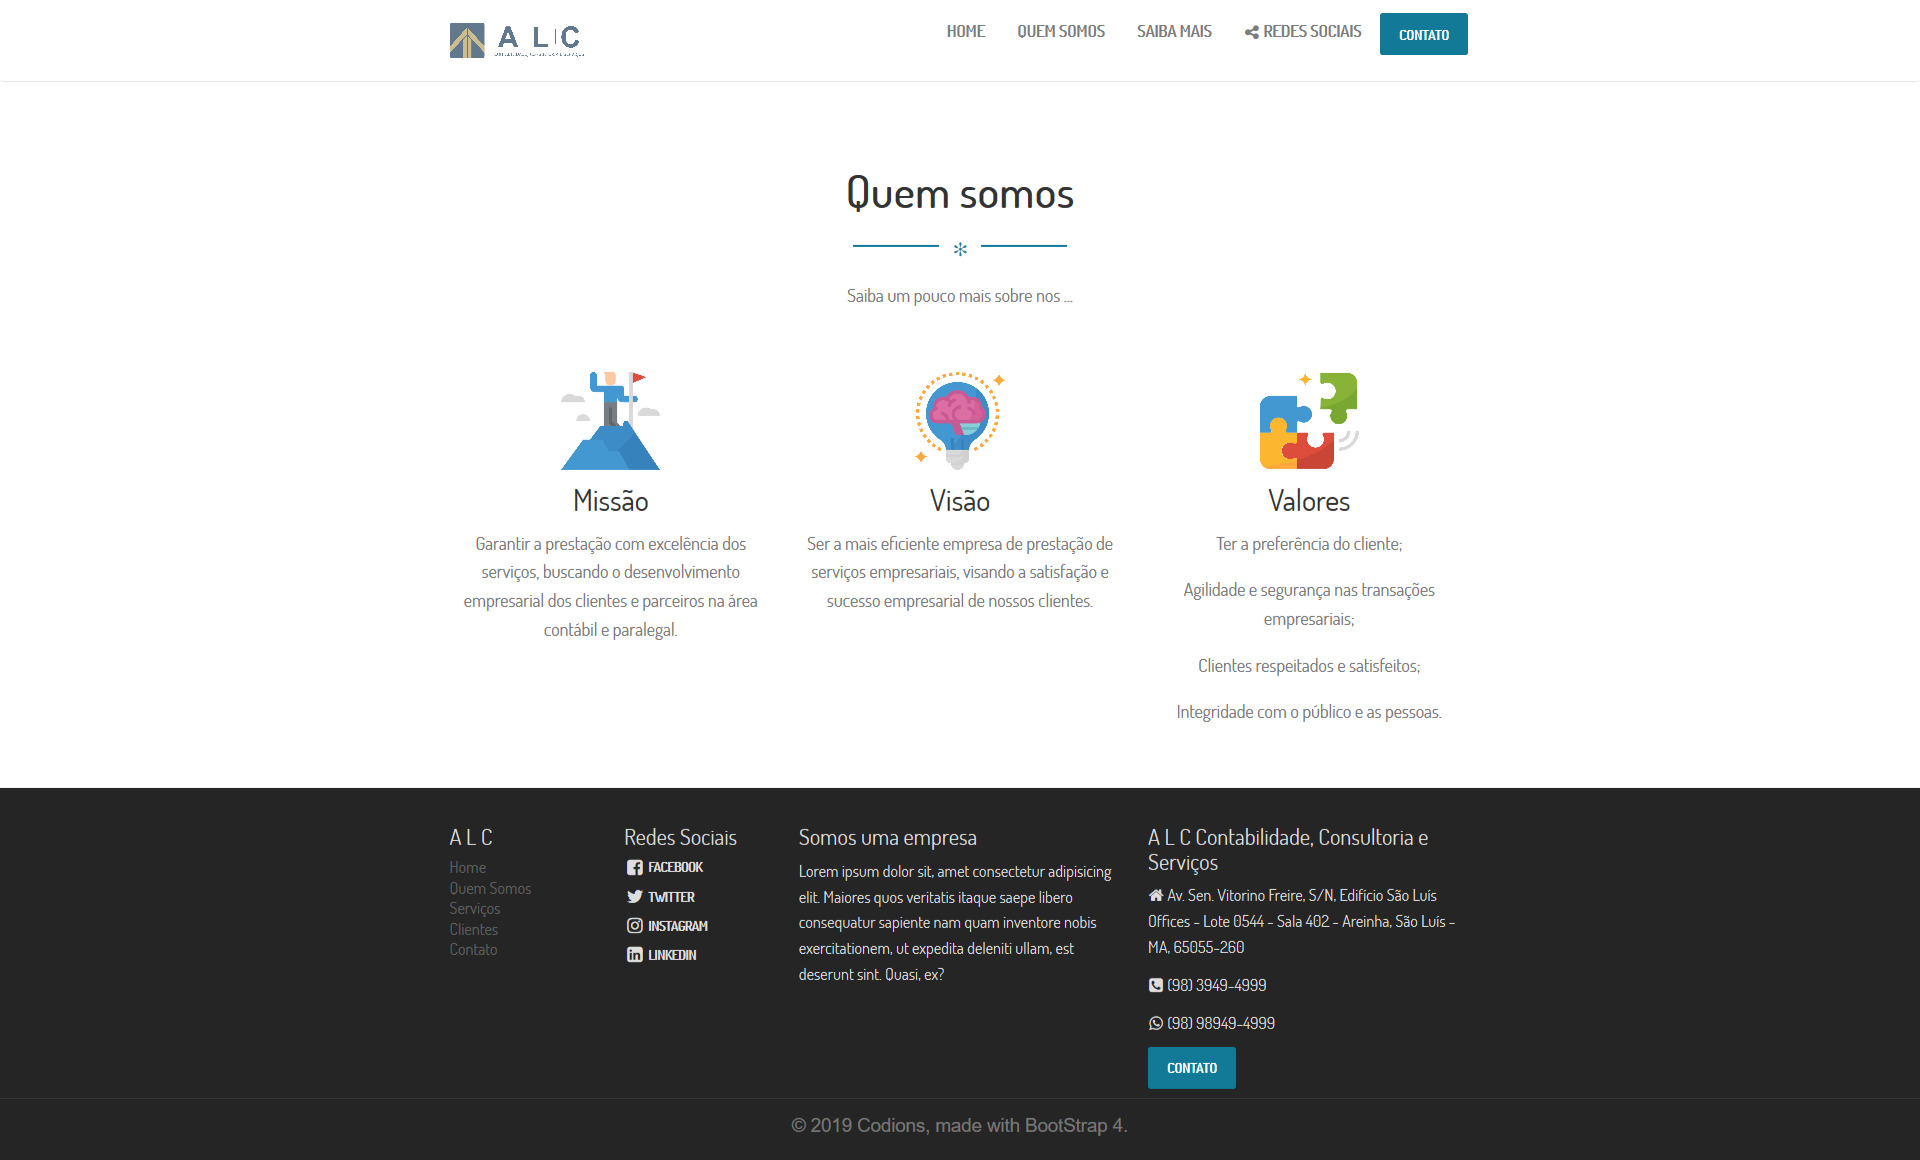 A L C
HOME QUEM SOMOS SAIBA MAIS REDES SOCIAIS CONTATO
Quem somos
Saiba um pouco mais sobre nos ...
Missão
Garantir a prestação com excelência dos
serviços, buscando o desenvolvimento
empresarial dos clientes e parceiros na área
contábil e paralegal.
Visão
Ser a mais eficiente empresa de prestação de
serviços empresariais, visando a satisfação e
sucesso empresarial de nossos clientes.
Valores
Ter a preferência do cliente;
Agilidade e segurança nas transações
empresariais;
Clientes respeitados e satisfeitos;
Integridade com o público e as pessoas.
A L C
Home
Quem Somos
Serviços
Clientes
Contato
Redes Sociais
FACEBOOK
TWITTER
INSTAGRAM
LINKEDIN
Somos uma empresa
Lorem ipsum dolor sit, amet consectetur adipisicing
elit. Maiores quos veritatis itaque saepe libero
consequatur sapiente nam quam inventore nobis
exercitationem, ut expedita deleniti ullam, est
deserunt sint. Quasi, ex?
A L C Contabilidade, Consultoria e
Serviços
Av. Sen. Vitorino Freire, S/N, Edifício São Luís
Offices - Lote 0544 - Sala 402 - Areinha, São Luís -
MA, 65055-260
(98) 3949-4999
(98) 98949-4999
CONTATO
© 2019 Codions, made with BootStrap 4.